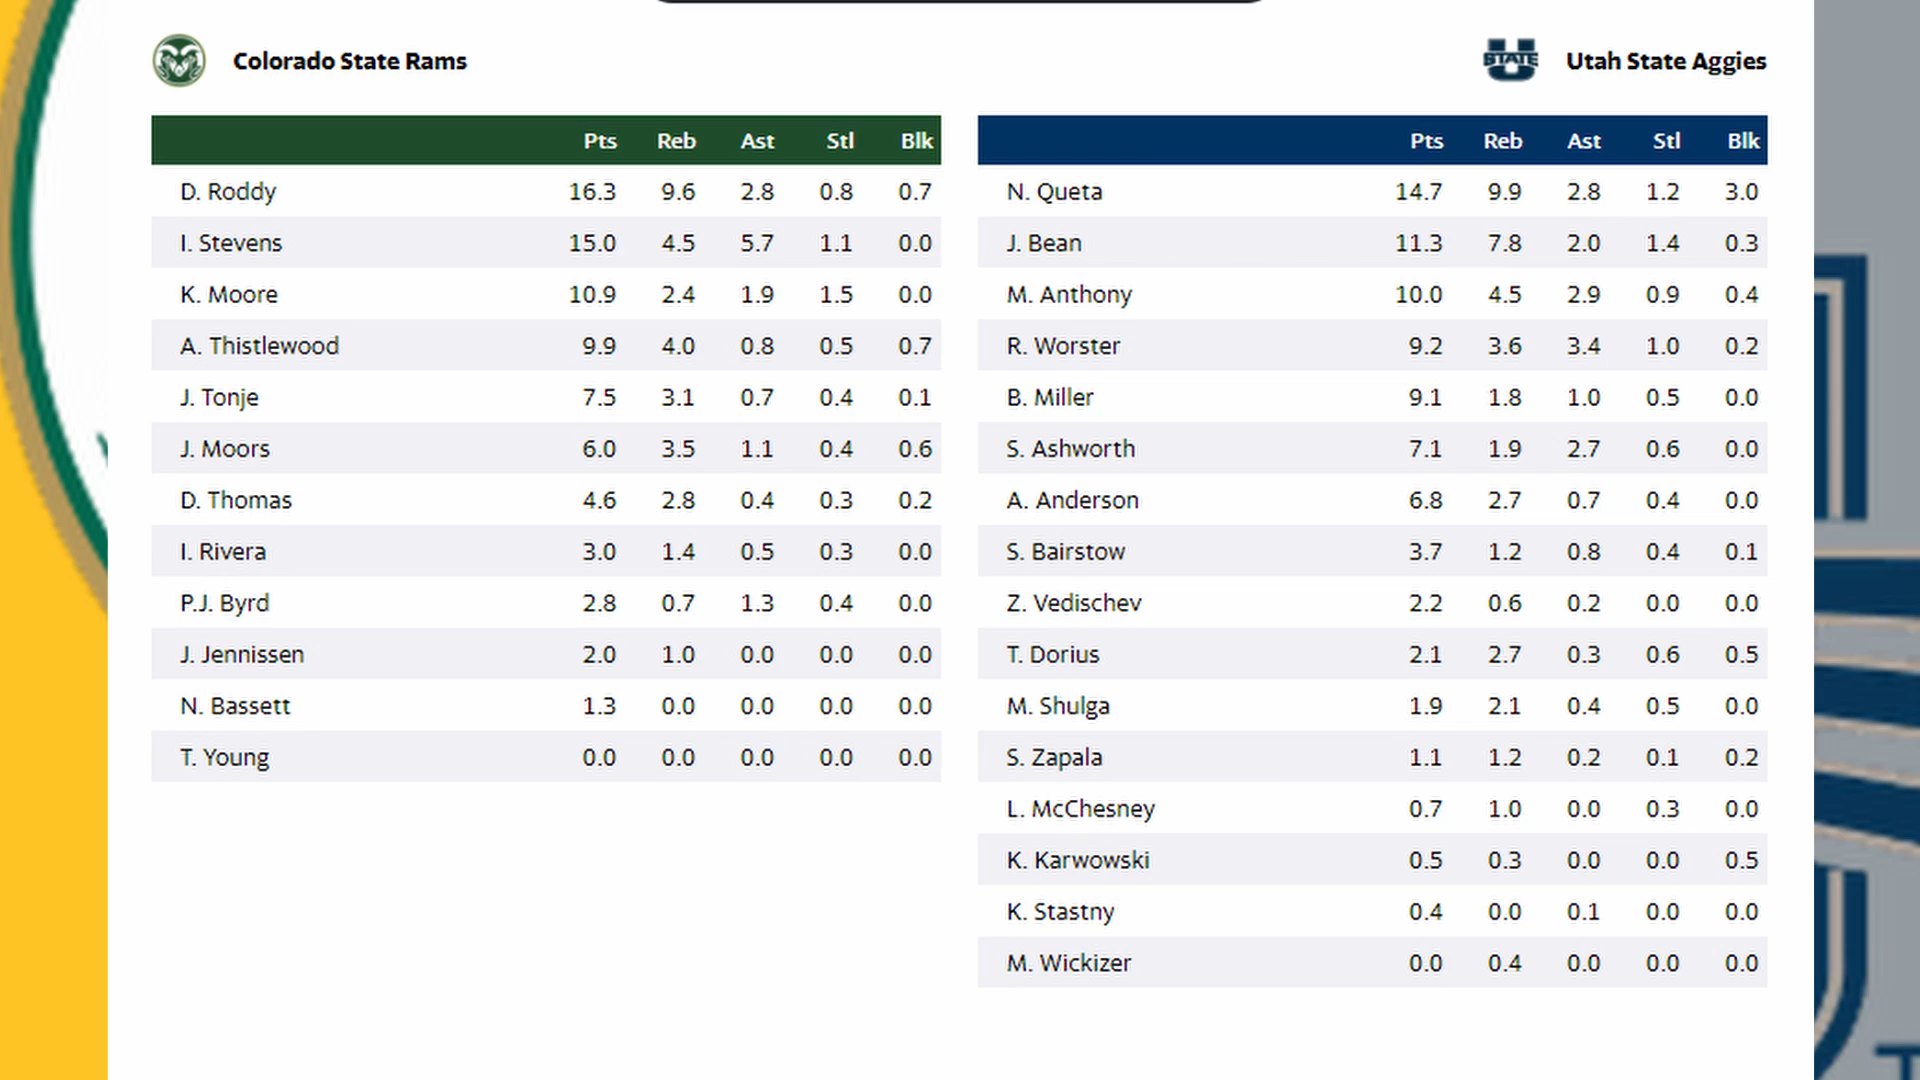 Colorado State Rams
STATE
Utah State Aggies
Pts Reb Ast Stl Blk
D. Roddy 16.3 9.6 2.8 0.8 0.7
I. Stevens 15.0 4.5 5.7 1.1 0.0
K. Moore 10.9 2.4 1.9 1.5 0.0
A. Thistlewood 9.9 4.0 0.8 0.5 0.7
J. Tonje 7.5 3.1 0.7 0.4 0.1
J. Moors 6.0 3.5 1.1 0.4 0.6
D. Thomas 4.6 2.8 0.4 0.3 0.2
I. Rivera 3.0 1.4 0.5 0.3 0.0
P.J. Byrd 2.8 0.7 1.3 0.4 0.0
J. Jennissen 2.0 1.0 0.0 0.0 0.0
N. Bassett 1.3 0.0 0.0 0.0 0.0
T. Young 0.0 0.0 0.0 0.0 0.0
Pts Reb Ast Stl Blk
N. Queta 14.7 9.9 2.8 1.2 3.0
J. Bean 11.3 7.8 2.0 1.4 0.3
M. Anthony 10.0 4.5 2.9 0.9 0.4
R. Worster 9.2 3.6 3.4 1.0 0.2
B. Miller 9.1 1.8 1.0 0.5 0.0
S. Ashworth 7.1 1.9 2.7 0.6 0.0
A. Anderson 6.8 2.7 0.7 0.4 0.0
S. Bairstow 3.7 1.2 0.8 0.4 0.1
Z. Vedischev 2.2 0.6 0.2 0.0 0.0
T. Dorius 2.1 2.7 0.3 0.6 0.5
M. Shulga 1.9 2.1 0.4 0.5 0.0
S. Zapala 1.1 1.2 0.2 0.1 0.2
L. McChesney 0.7 1.0 0.0 0.3 0.0
K. Karwowski 0.5 0.3 0.0 0.0 0.5
K. Stastny 0.4 0.0 0.1 0.0 0.0
M. Wickizer 0.0 0.4 0.0 0.0 0.0